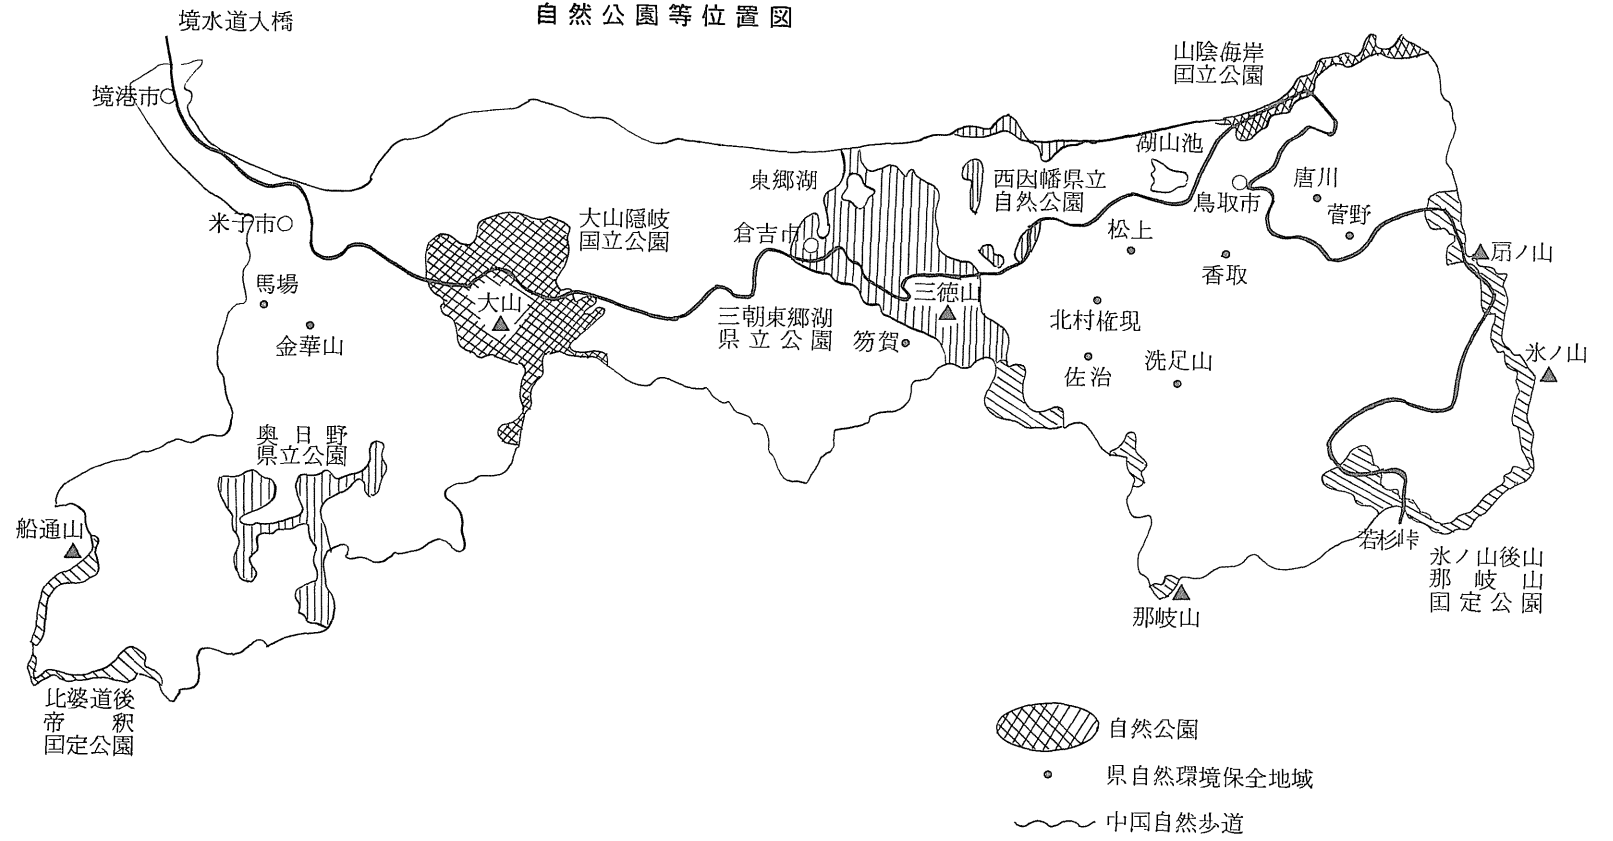 自然公園等位置図
境水道大橋
境港市
米子市
馬場
金華山
大山隠岐
国立公園
大山
奥日野
県立公園
船通山
比婆道後
帝釈
国定公園
東郷湖
倉吉市
三朝東郷湖
県立公園
笏賀
三徳山
西因幡県立
自然公園
山陰海岸
国立公園
湖山池
鳥取市
唐川
菅野
松上
香取
北村権現
佐治
洗足山
扇ノ山
氷ノ山
若杉峠
氷ノ山後山
那岐山
国定公園
那岐山
自然公園
県自然環境保全地域
中国自然歩道